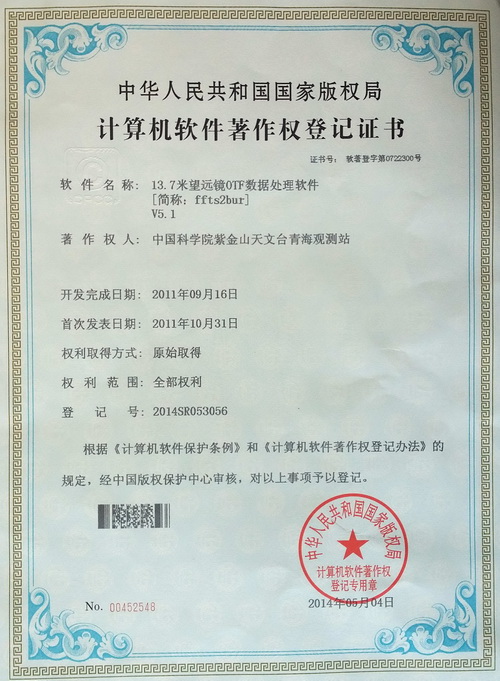 中华人民共和国国家版权局
计算机软件著作权登记证书
证书号： 软著登字第0722300号
软件名称： 13.7米望远镜OTF数据处理软件
[简称：ffts2bur]
V5.1
著作权人： 中国科学院紫金山天文台青海观测站
开发完成日期： 2011年09月16日
首次发表日期： 2011年10月31日
权利取得方式： 原始取得
权利范围： 全部权利
登记号： 2014SR053056
根据《计算机软件保护条例》和《计算机软件著作权登记办法》的
规定，经中国版权保护中心审核，对以上事项予以登记。
中华人民共和国国家版权局
计算机软件著作权
登记专用章
No. 00452548
2014年05月04日